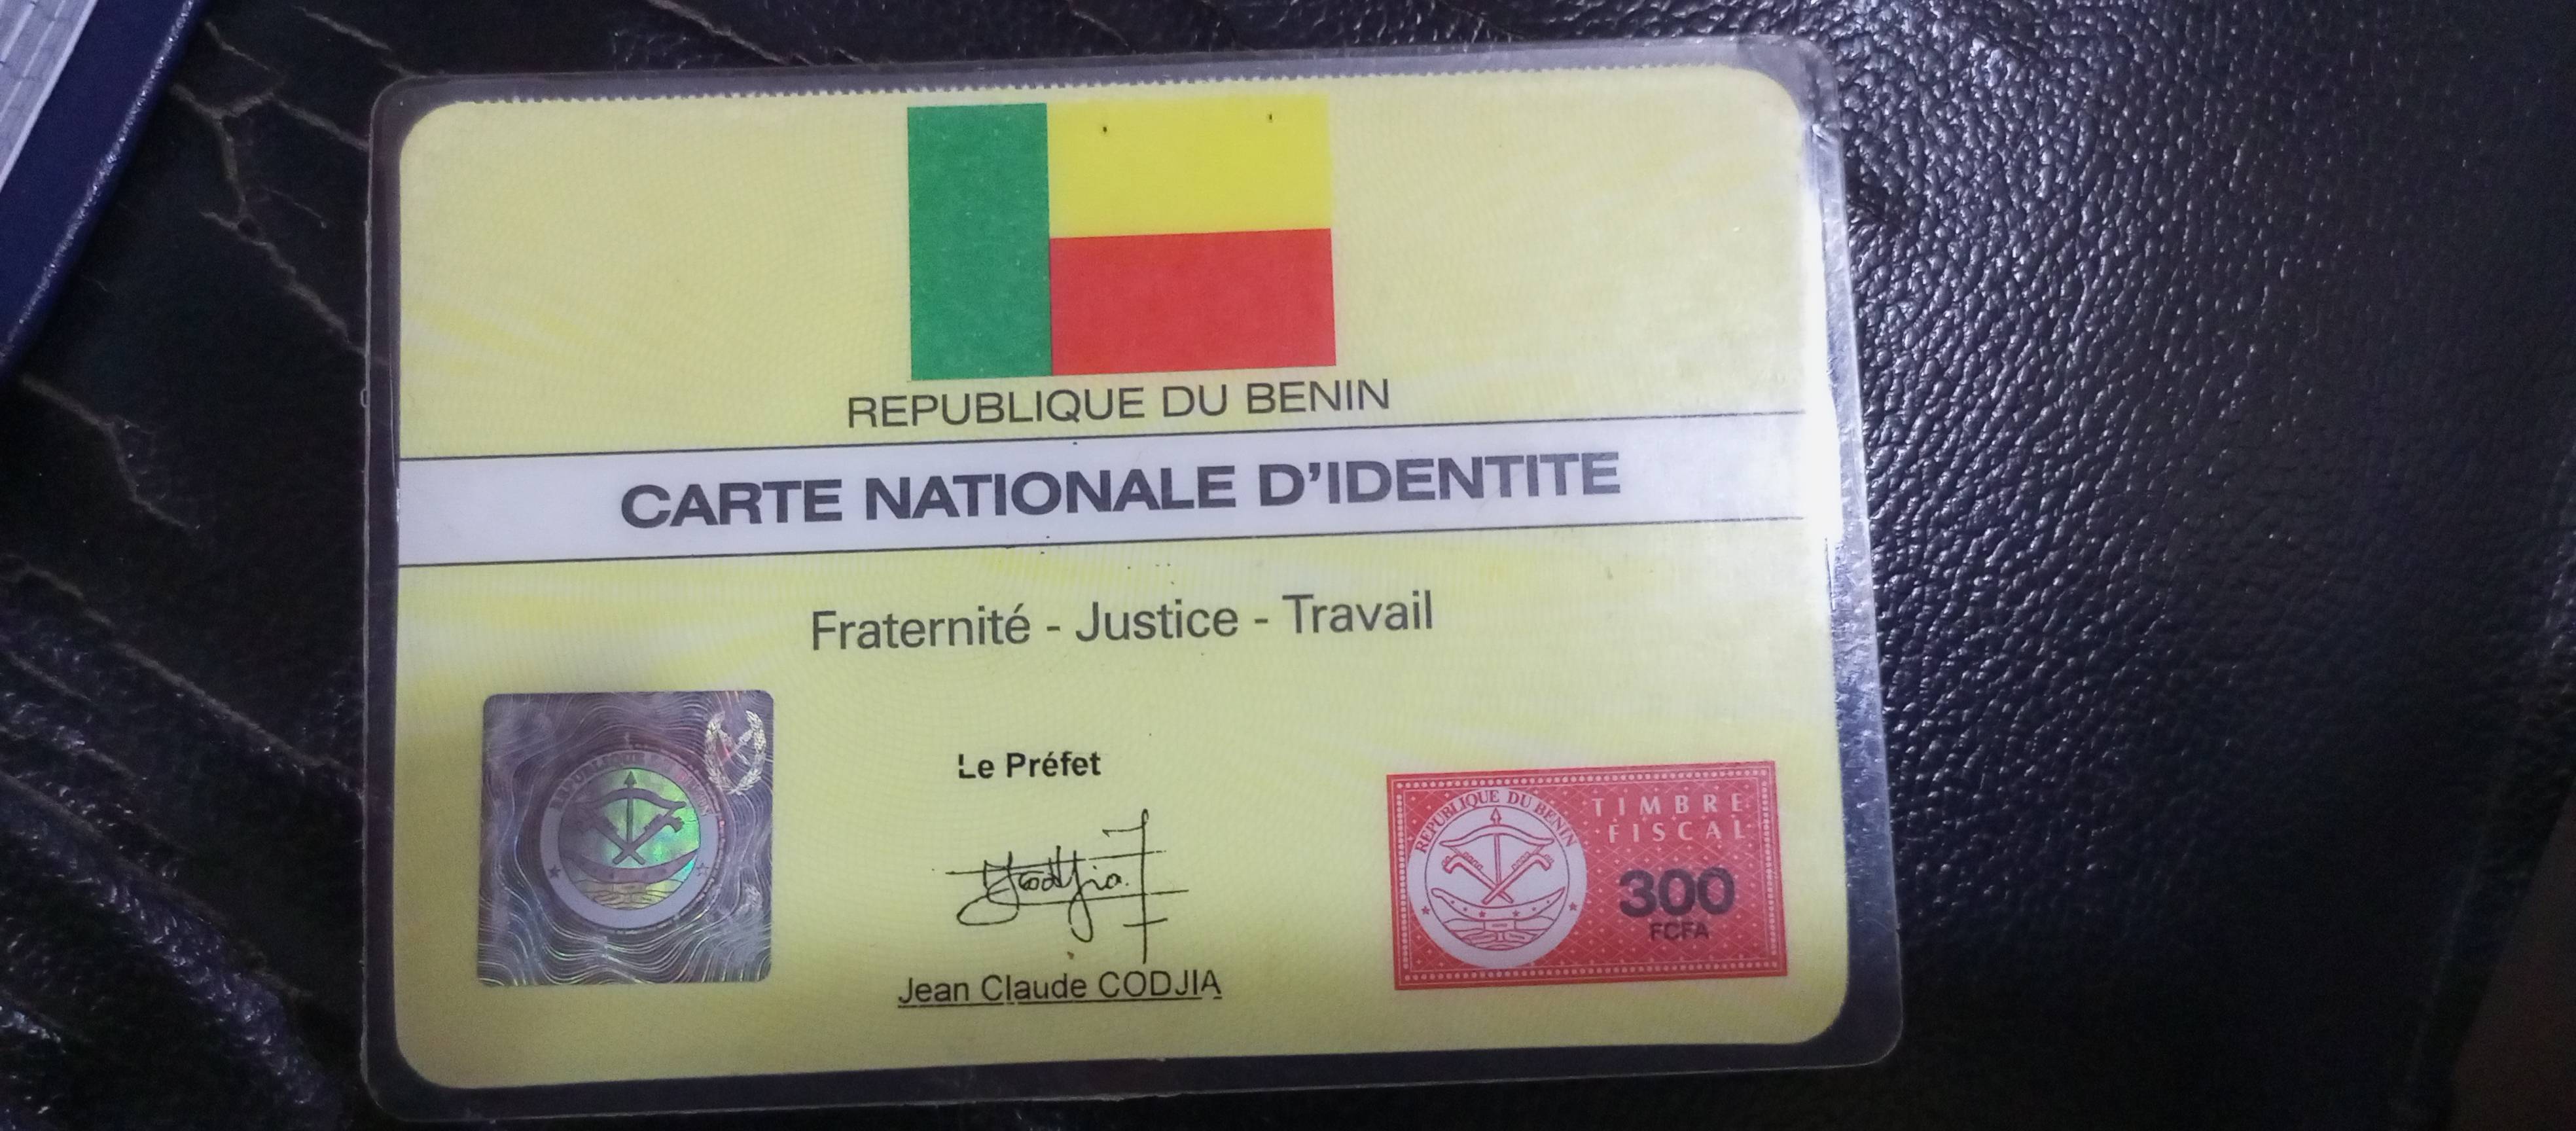 REPUBLIQUE DU BENIN
CARTE NATIONALE D'IDENTITE
Fraternité - Justice - Travail
Le Préfet
Codjia
Jean Claude CODJIA
REPUBLIQUE DU BENIN
REPUBLIQUE DU BENIN
TIMBRE
FISCAL
300
FCFA